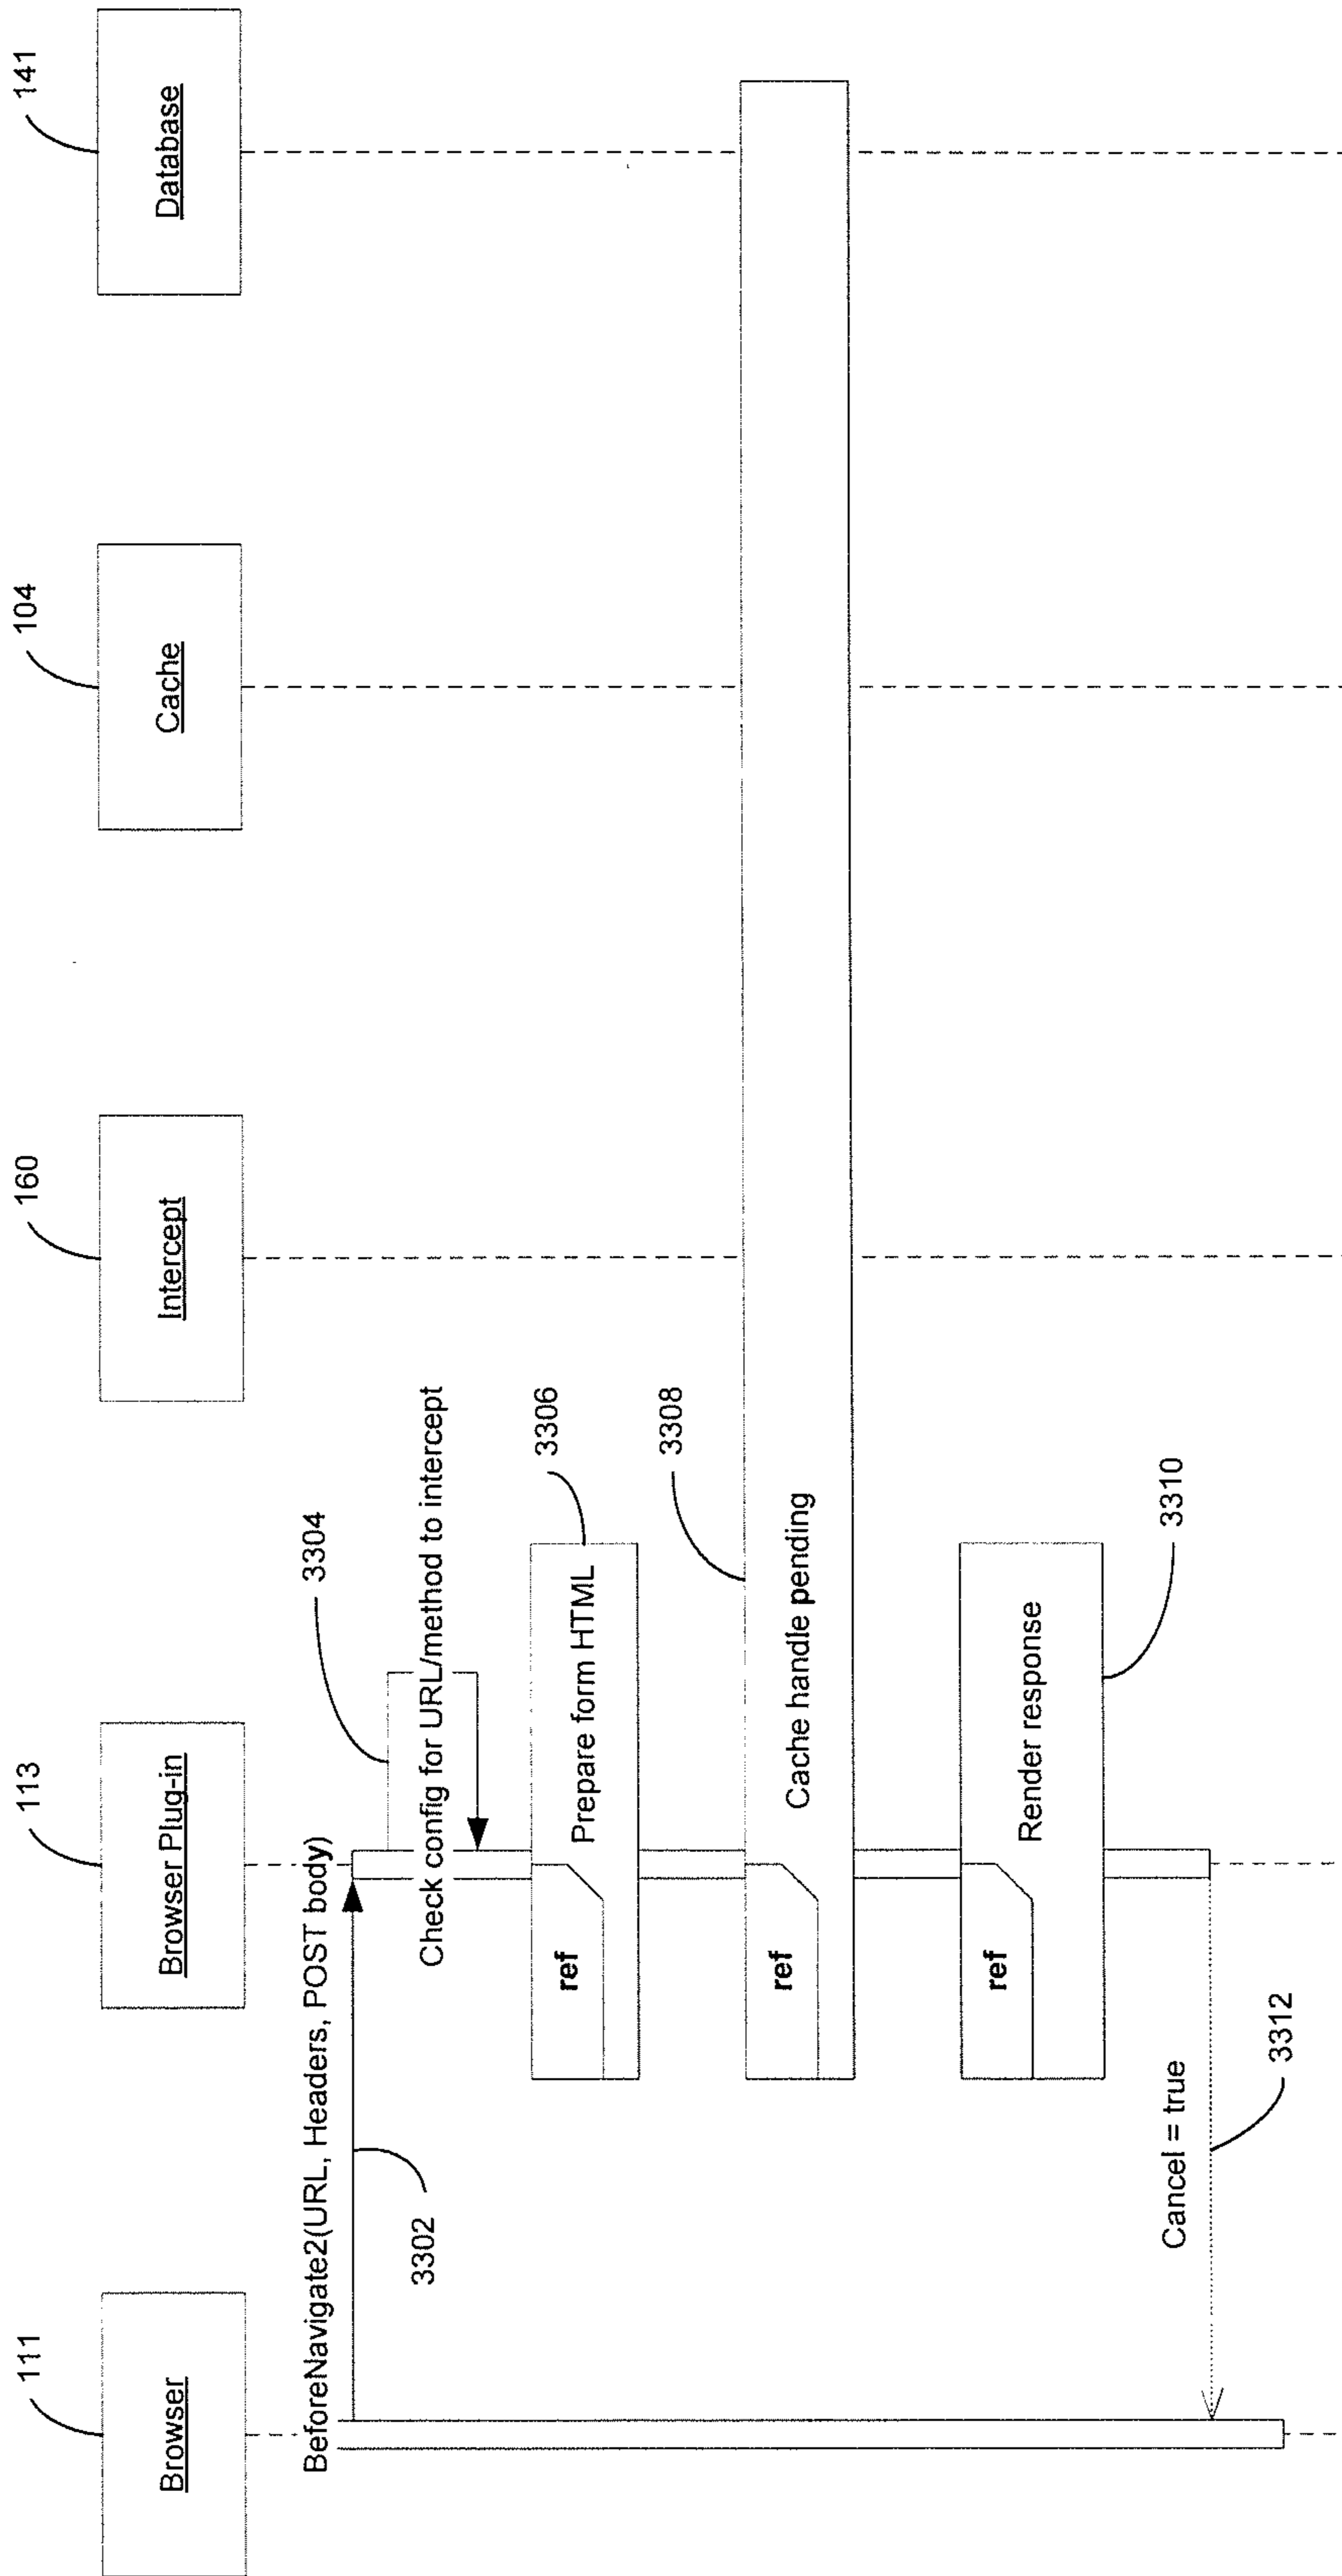 111
113
160
104
141
Browser
Browser Plug-in
Intercept
Cache
Database
BeforeNavigate2(URL, Headers, POST body)
3302
3304
Check config for URL/method to intercept
ref
Prepare form HTML
3306
ref
Cache handle pending
3308
ref
Render response
3310
Cancel = true
3312